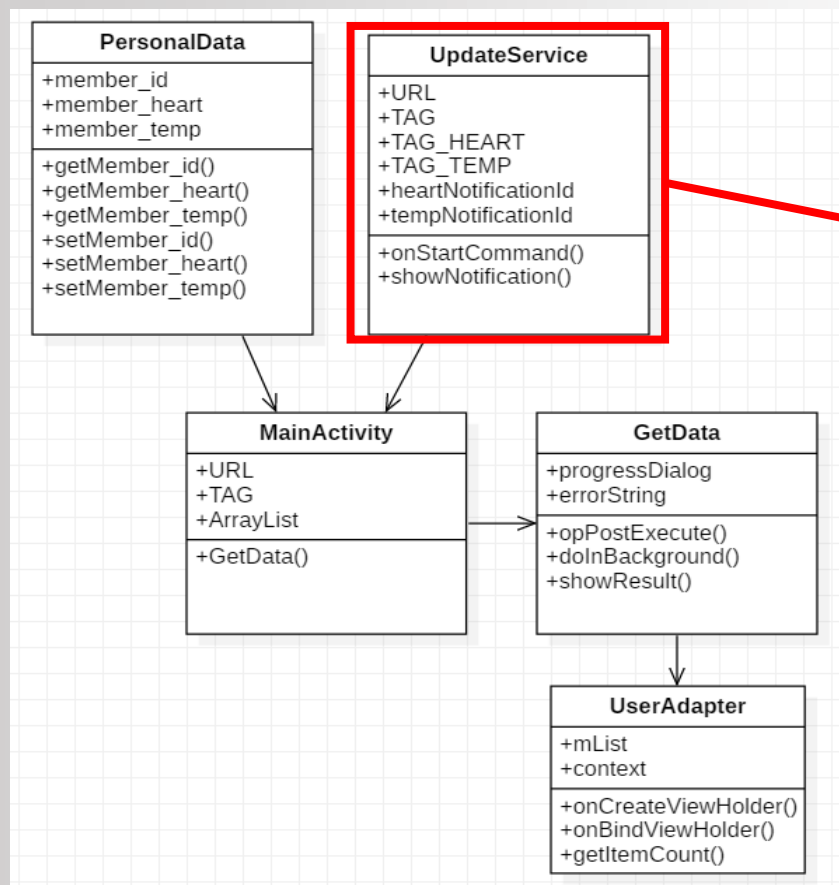 PersonalData
+member_id
+member_heart
+member_temp
+getMember_id()
+getMember_heart()
+getMember_temp()
+setMember_id()
+setMember_heart()
+setMember_temp()
UpdateService
+URL
+TAG
+TAG_HEART
+TAG_TEMP
+heartNotificationId
+tempNotificationId
+onStartCommand()
+showNotification()
MainActivity
+URL
+TAG
+ArrayList
+GetData()
GetData
+progressDialog
+errorString
+opPostExecute()
+doInBackground()
+showResult()
UserAdapter
+mList
+context
+onCreateViewHolder()
+onBindViewHolder()
+getItemCount()